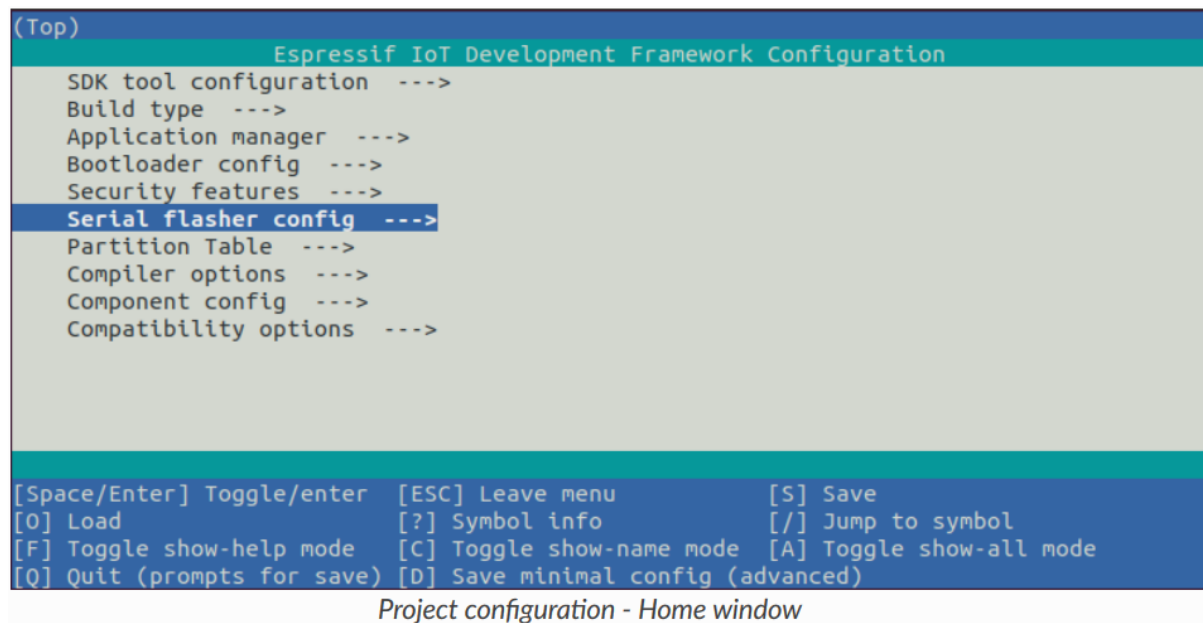 (Top)
Espressif IoT Development Framework Configuration
SDK tool configuration  --->
Build type  --->
Application manager  --->
Bootloader config  --->
Security features  --->
Serial flasher config  --->
Partition Table  --->
Compiler options  --->
Component config  --->
Compatibility options  --->
[Space/Enter] Toggle/enter  [ESC] Leave menu  [S] Save
[O] Load  [?] Symbol info  [/] Jump to symbol
[F] Toggle show-help mode  [C] Toggle show-name mode  [A] Toggle show-all mode
[Q] Quit (prompts for save) [D] Save minimal config (advanced)
Project configuration - Home window